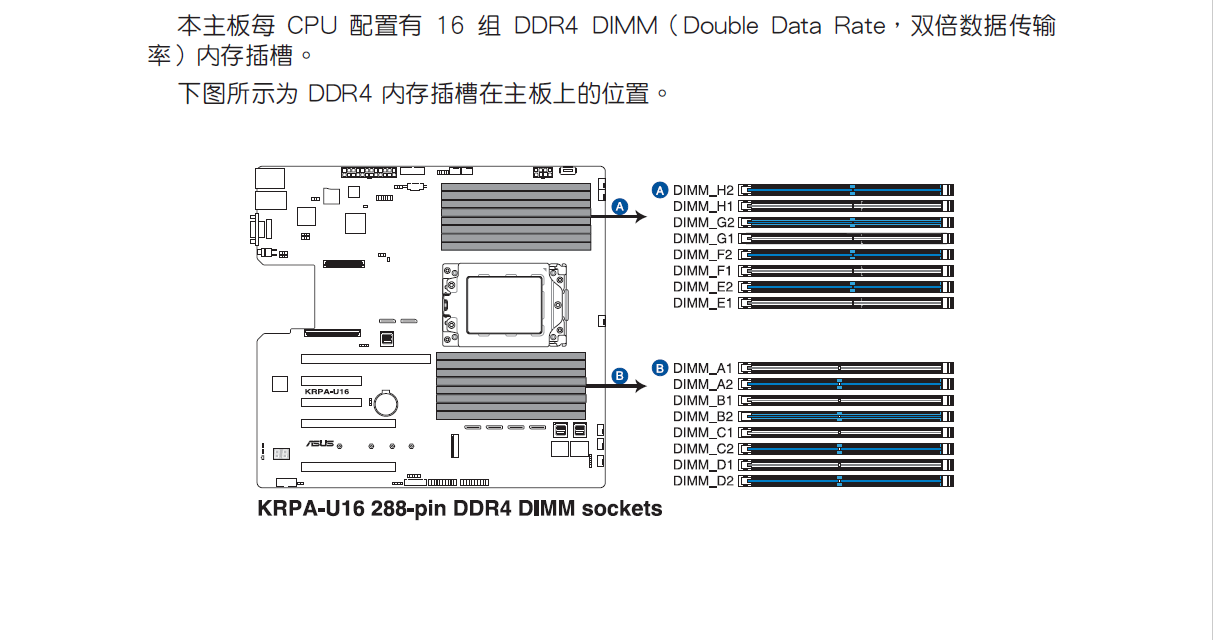 本主板每 CPU 配置有 16 组 DDR4 DIMM（Double Data Rate，双倍数据传输
率）内存插槽。
下图所示为 DDR4 内存插槽在主板上的位置。
A DIMM_H2
A DIMM_H1
DIMM_G2
DIMM_G1
DIMM_F2
DIMM_F1
DIMM_E2
DIMM_E1
B DIMM_A1
B DIMM_A2
DIMM_B1
KRPA-U16
DIMM_B2
DIMM_C1
ASUS
DIMM_C2
DIMM_D1
DIMM_D2
KRPA-U16 288-pin DDR4 DIMM sockets